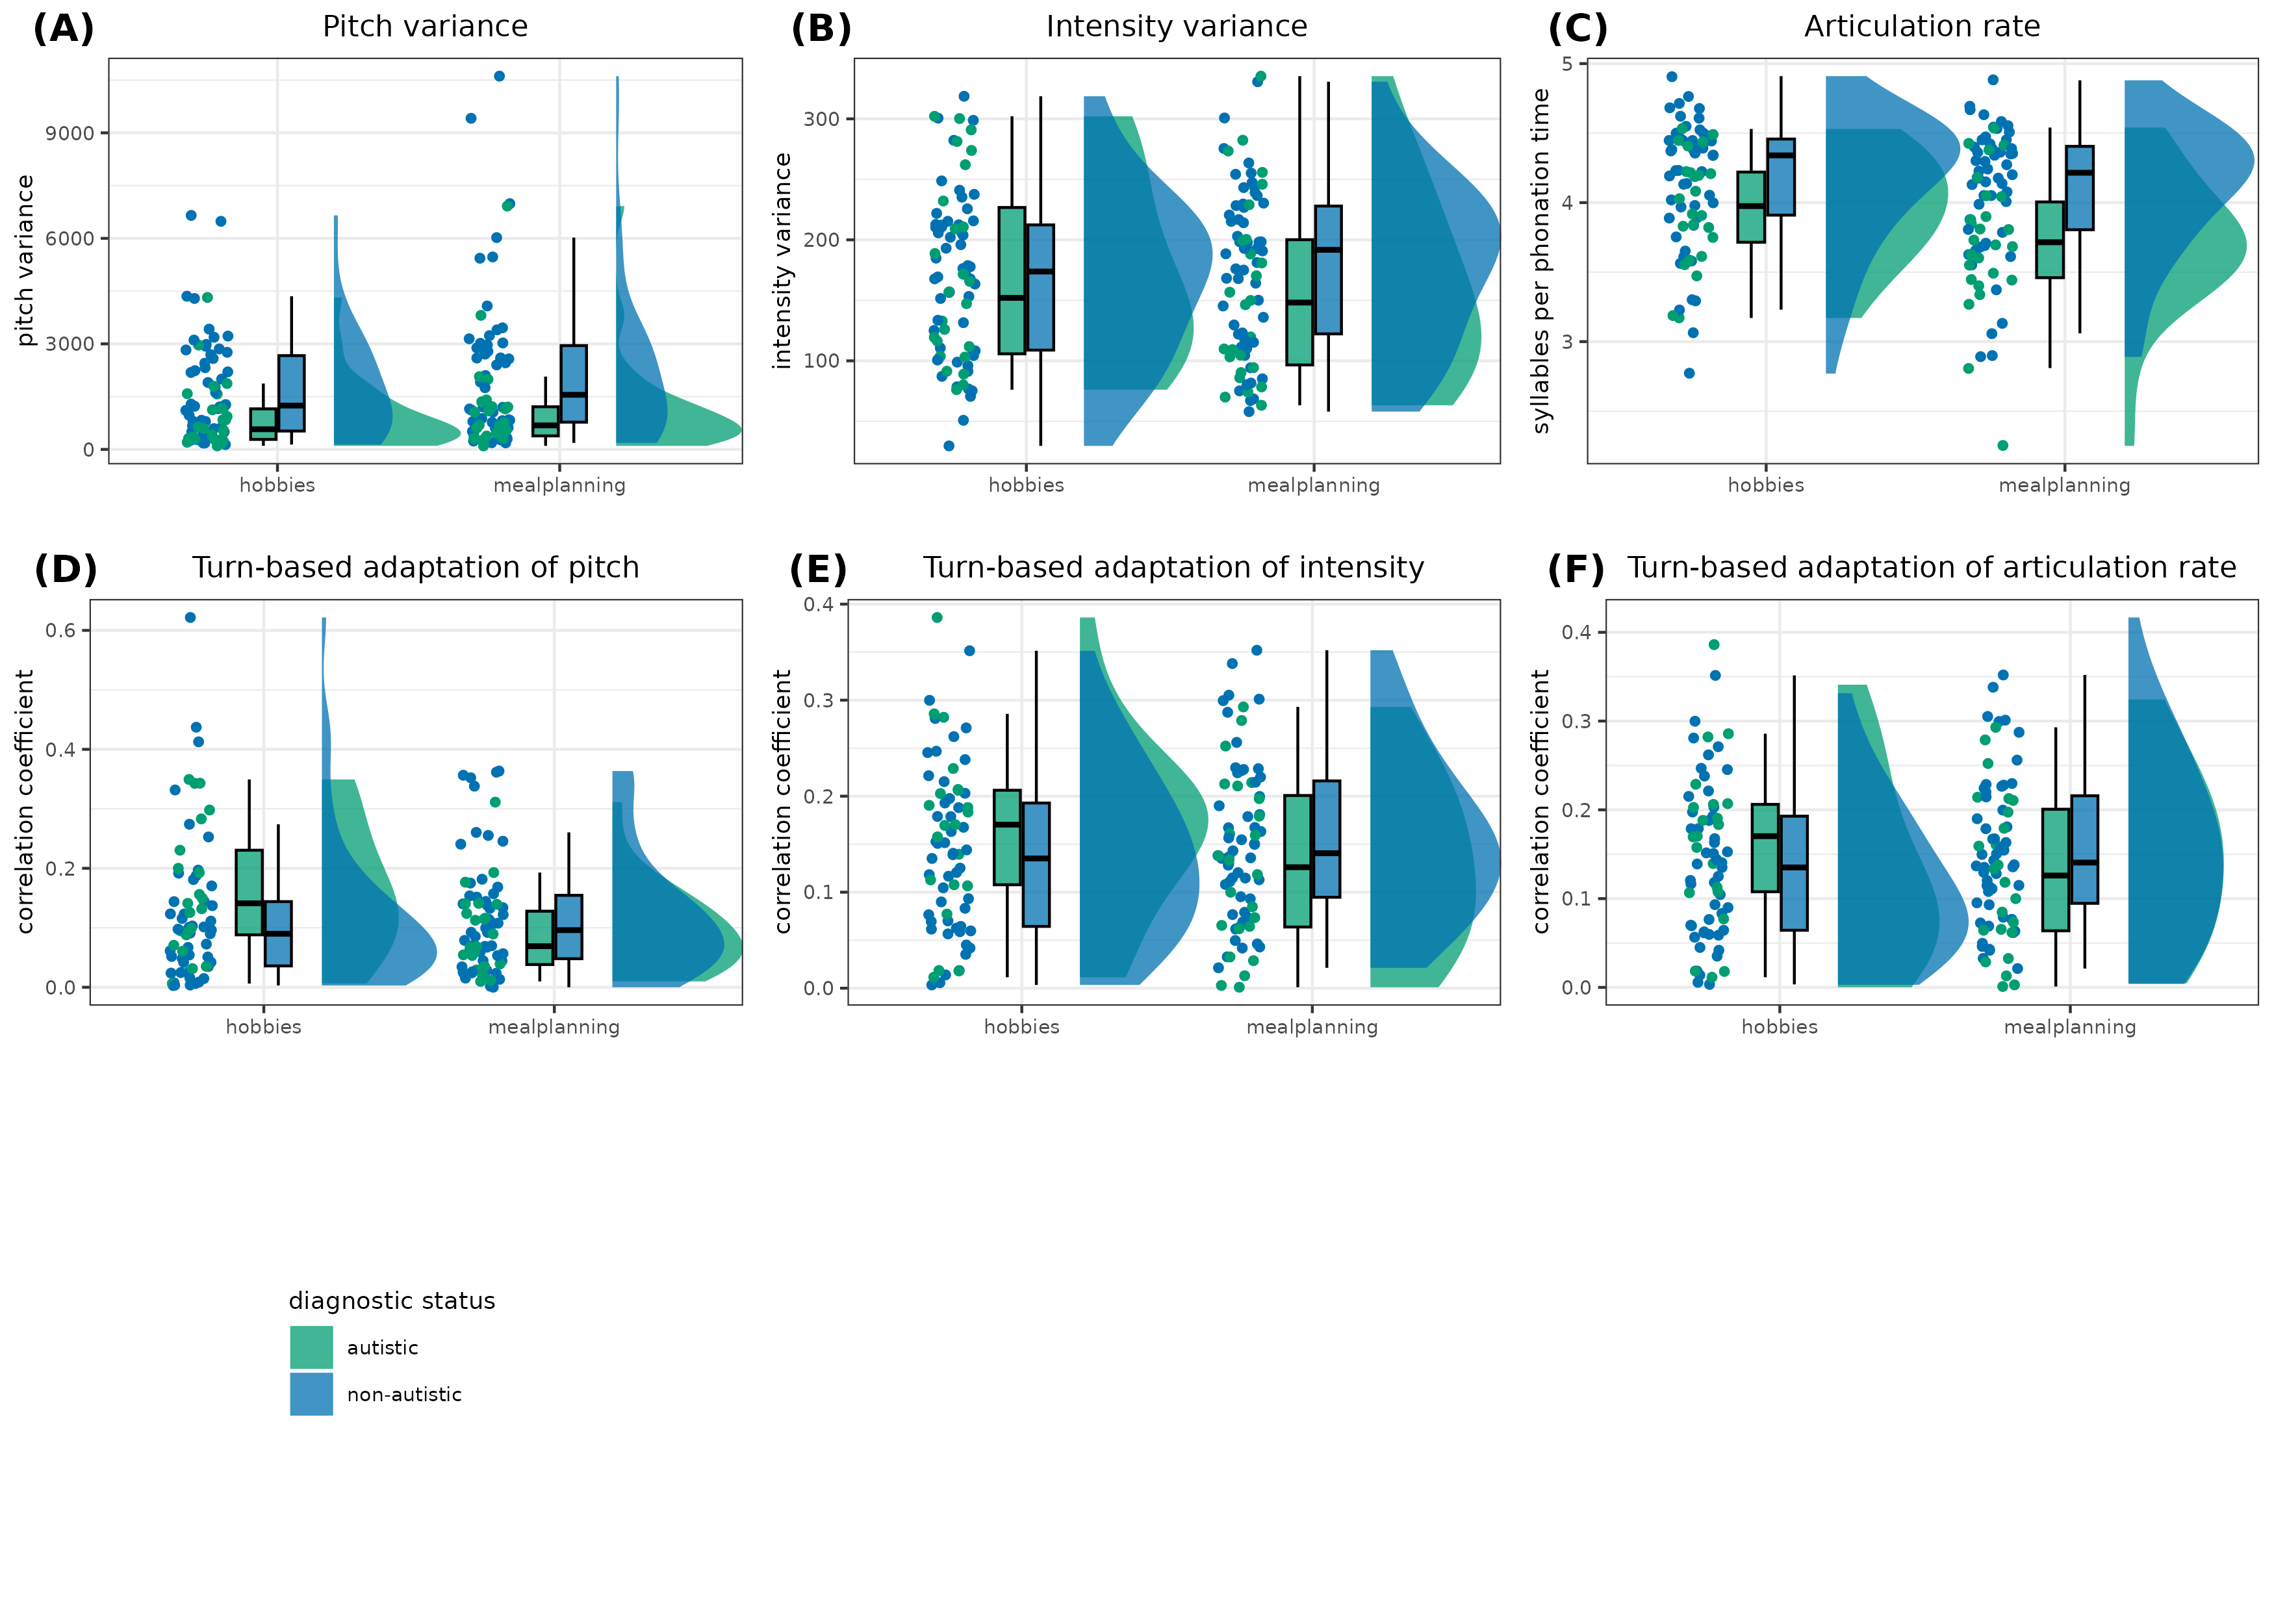 (A) Pitch variance
pitch variance
9000
6000
3000
0
hobbies mealplanning
(B) Intensity variance
intensity variance
300
200
100
hobbies mealplanning
(C) Articulation rate
syllables per phonation time
5
4
3
hobbies mealplanning
(D) Turn-based adaptation of pitch
correlation coefficient
0.6
0.4
0.2
0.0
hobbies mealplanning
(E) Turn-based adaptation of intensity
correlation coefficient
0.4
0.3
0.2
0.1
0.0
hobbies mealplanning
(F) Turn-based adaptation of articulation rate
correlation coefficient
0.4
0.3
0.2
0.1
0.0
hobbies mealplanning
diagnostic status
autistic
non-autistic